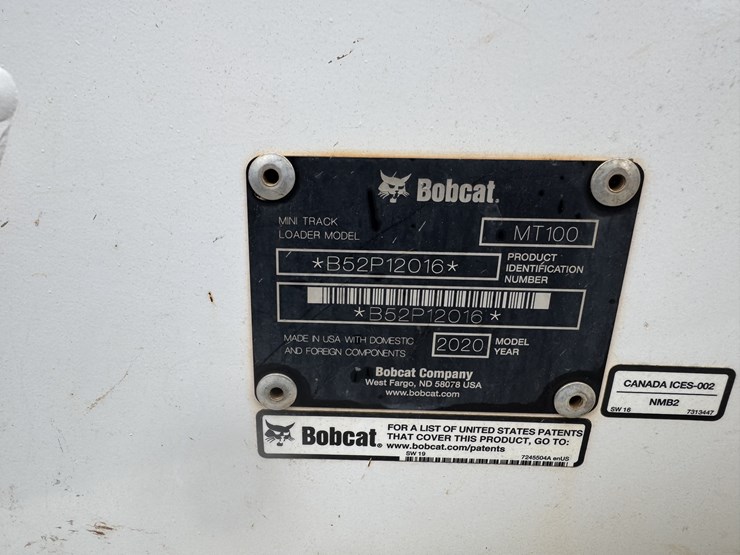 Bobcat.
MINI TRACK
LOADER MODEL
MT100
*B52P12016*
PRODUCT
IDENTIFICATION
NUMBER
*B52P12016*
MADE IN USA WITH DOMESTIC
AND FOREIGN COMPONENTS
2020
MODEL
YEAR
Bobcat Company
West Fargo, ND 58078 USA
www.bobcat.com
CANADA ICES-002
NMB2
SW 16 7313447
Bobcat®
FOR A LIST OF UNITED STATES PATENTS
THAT COVER THIS PRODUCT, GO TO:
www.bobcat.com/patents
SW 19 7245504A enUS